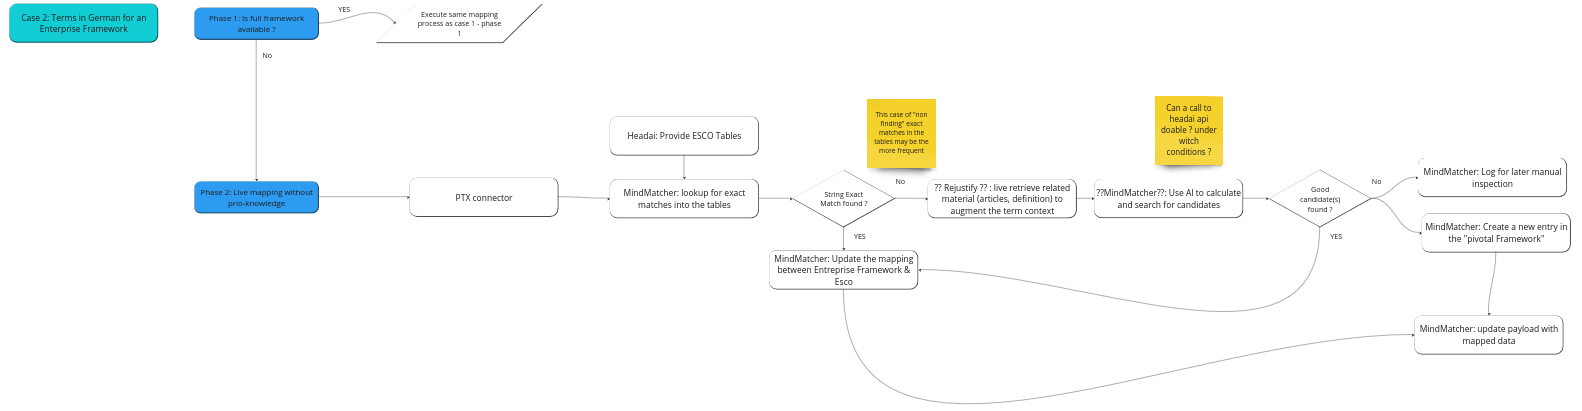 Case 2: Terms in German for an
Enterprise Framework
Phase 1: Is full framework
available ?
YES
Execute same mapping
process as case 1 - phase
1
No
Phase 2: Live mapping without
prio-knowledge
PTX connector
Headai: Provide ESCO Tables
MindMatcher: lookup for exact
matches into the tables
This case of "non
finding" exact
matches in the
tables may be the
more frequent
String Exact
Match found ?
No
YES
?? Rejustify ?? : live retrieve related
material (articles, definition) to
augment the term context
Can a call to
headai api
doable ? under
witch
conditions ?
??MindMatcher??: Use AI to calculate
and search for candidates
Good
candidate(s)
found ?
No
YES
MindMatcher: Log for later manual
inspection
MindMatcher: Create a new entry in
the "pivotal Framework"
MindMatcher: Update the mapping
between Entreprise Framework &
Esco
MindMatcher: update payload with
mapped data